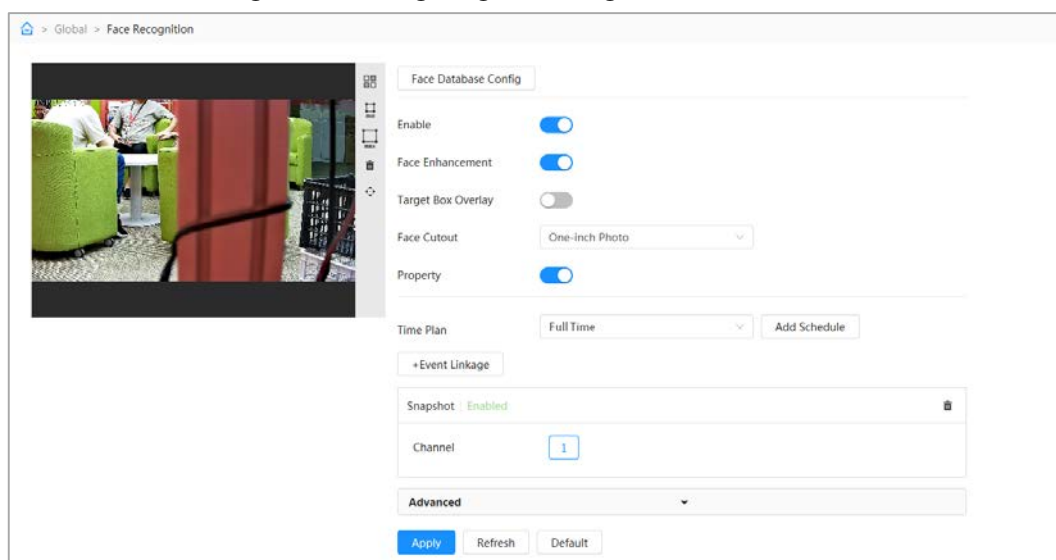 > Global > Face Recognition
Face Database Config
Enable
Face Enhancement
Target Box Overlay
Face Cutout One-inch Photo
Property
Time Plan Full Time Add Schedule
+Event Linkage
Snapshot Enabled
Channel 1
Advanced
Apply Refresh Default